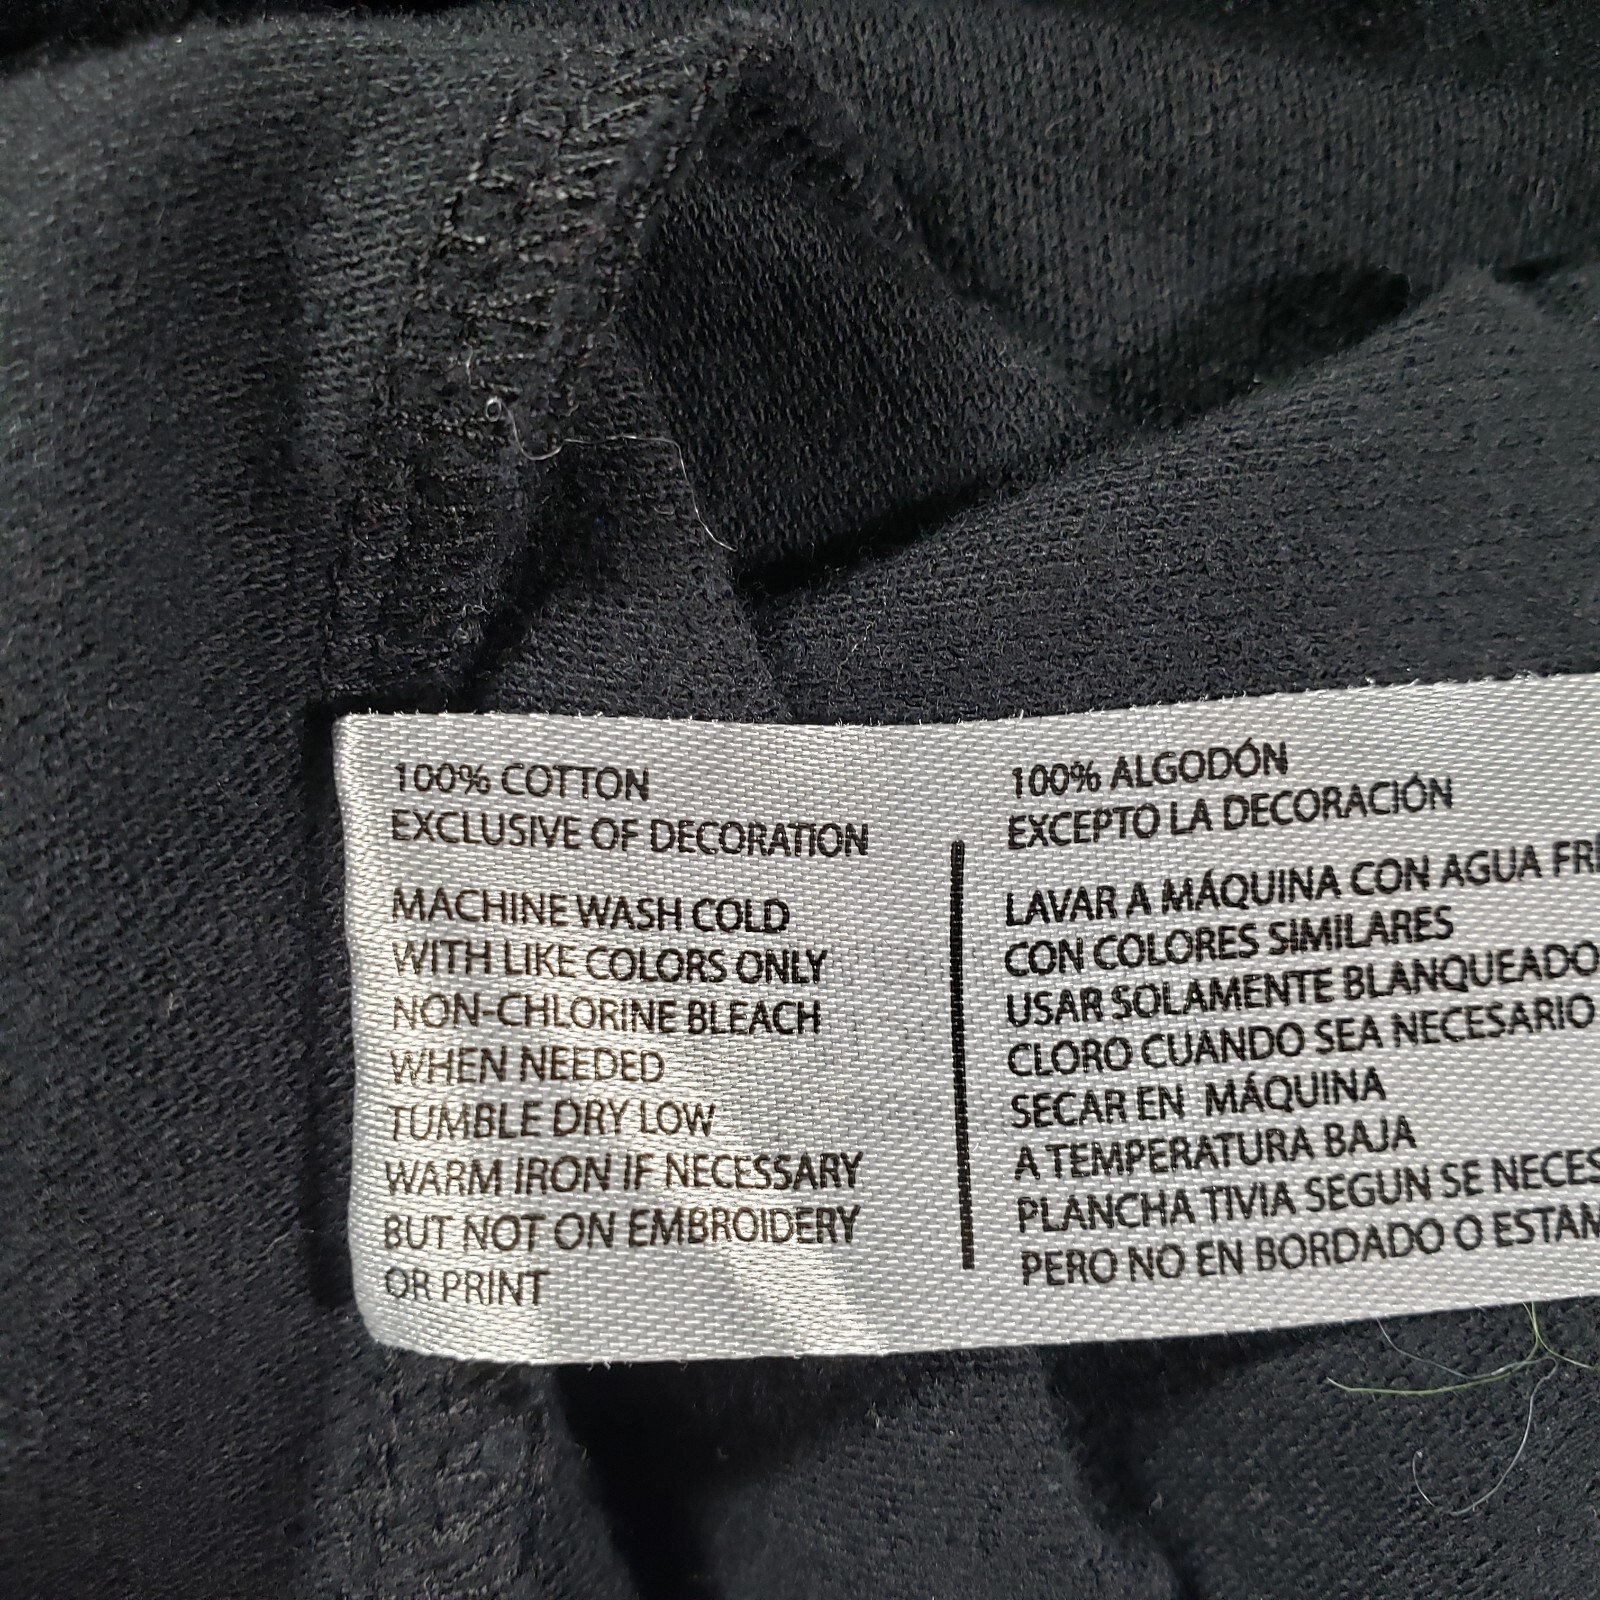 100% COTTON
EXCLUSIVE OF DECORATION
MACHINE WASH COLD
WITH LIKE COLORS ONLY
NON-CHLORINE BLEACH
WHEN NEEDED
TUMBLE DRY LOW
WARM IRON IF NECESSARY
BUT NOT ON EMBROIDERY
OR PRINT
100% ALGODÓN
EXCEPTO LA DECORACIÓN
LAVAR A MÁQUINA CON AGUA
CON COLORES SIMILARES
USAR SOLAMENTE BLANQUEADO
CLORO CUANDO SEA NECESARIO
SECAR EN MÁQUINA
A TEMPERATURA BAJA
PLANCHA TIVIA SEGUN SE
PERO NO EN BORDADO O